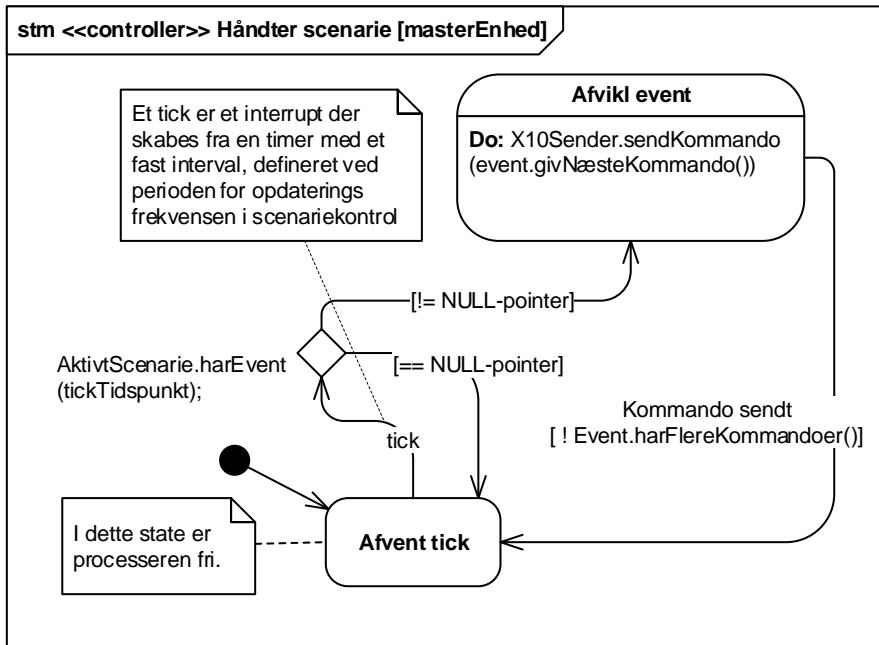 stm <<controller>> Håndter scenarie [masterEnhed]
Et tick er et interrupt der
skabes fra en timer med et
fast interval, defineret ved
perioden for opdaterings
frekvensen i scenariekontrol
Afvikl event
Do: X10Sender.sendKommando
(event.givNæsteKommando())
[!= NULL-pointer]
AktivtScenarie.harEvent
(tickTidspunkt);
[== NULL-pointer]
Kommando sendt
[ ! Event.harFlereKommandoer()]
tick
I dette state er
processeren fri.
Afvent tick